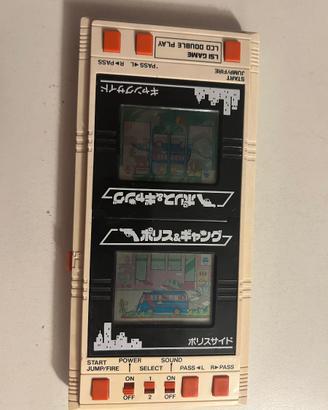 LSI GAME
LCD DOUBLE PLAY
PASS◄L R►PASS
START
JUMP/FIRE
ギャングサイド
ポリス&ギャング
ポリス&ギャング
ポリスサイド
START POWER SOUND
JUMP/FIRE SELECT PASS◄L R►PASS
ON 1 ON
OFF 2 OFF